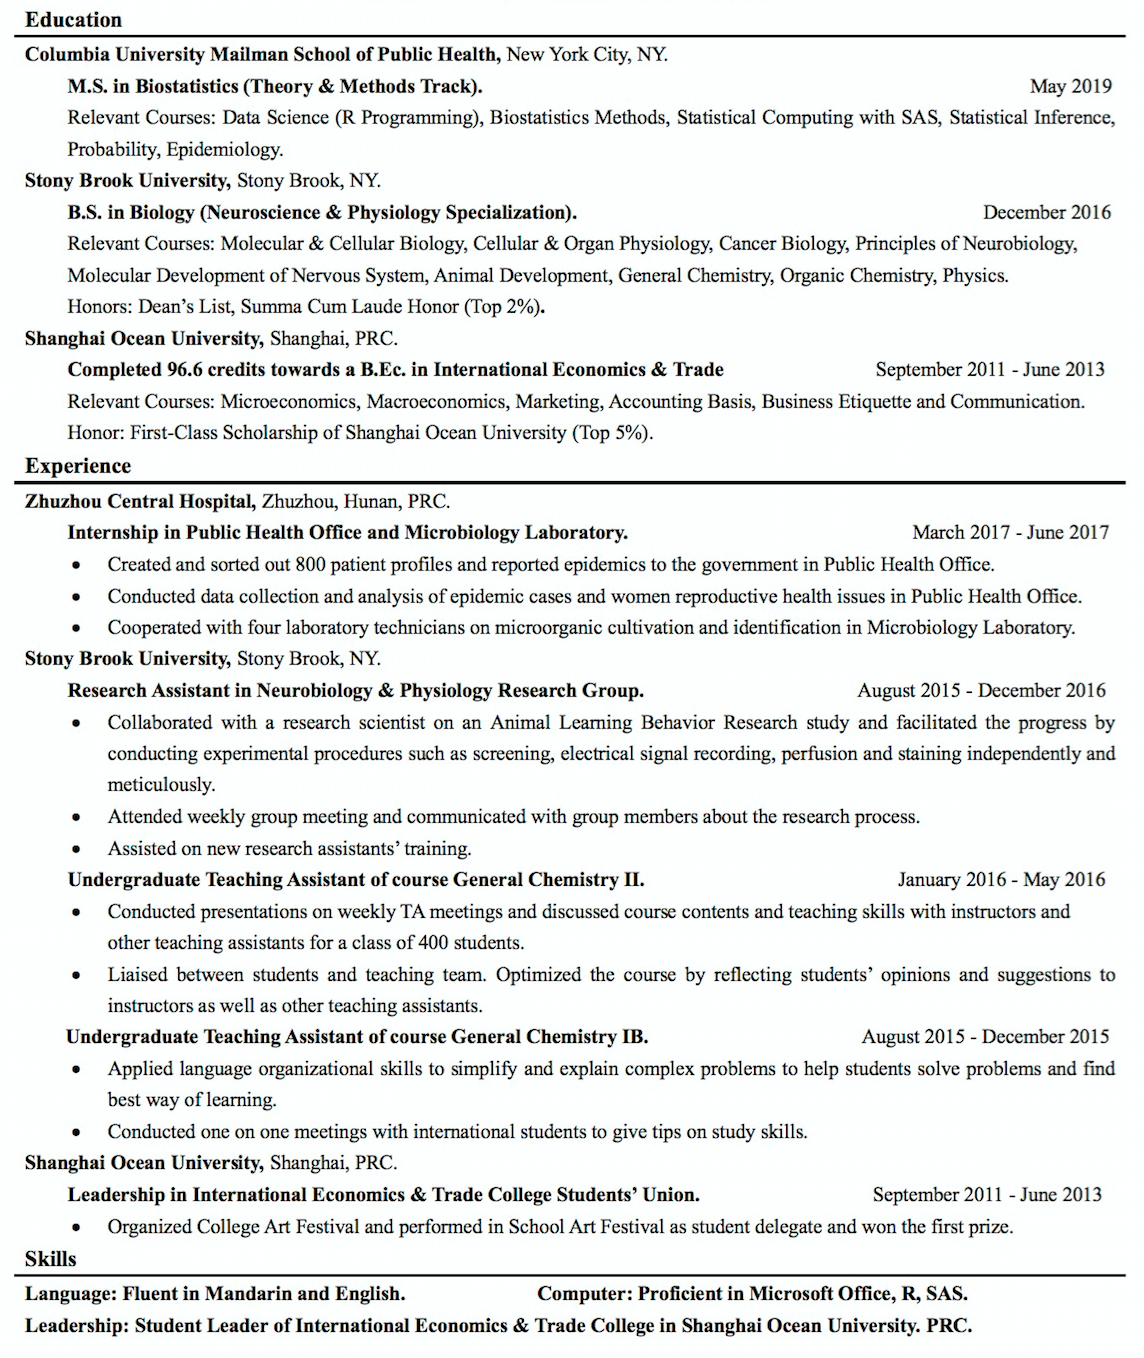 Education
Columbia University Mailman School of Public Health, New York City, NY.
M.S. in Biostatistics (Theory & Methods Track). May 2019
Relevant Courses: Data Science (R Programming), Biostatistics Methods, Statistical Computing with SAS, Statistical Inference,
Probability, Epidemiology.
Stony Brook University, Stony Brook, NY.
B.S. in Biology (Neuroscience & Physiology Specialization). December 2016
Relevant Courses: Molecular & Cellular Biology, Cellular & Organ Physiology, Cancer Biology, Principles of Neurobiology,
Molecular Development of Nervous System, Animal Development, General Chemistry, Organic Chemistry, Physics.
Honors: Dean’s List, Summa Cum Laude Honor (Top 2%).
Shanghai Ocean University, Shanghai, PRC.
Completed 96.6 credits towards a B.Ec. in International Economics & Trade September 2011 - June 2013
Relevant Courses: Microeconomics, Macroeconomics, Marketing, Accounting Basis, Business Etiquette and Communication.
Honor: First-Class Scholarship of Shanghai Ocean University (Top 5%).
Experience
Zhuzhou Central Hospital, Zhuzhou, Hunan, PRC.
Internship in Public Health Office and Microbiology Laboratory. March 2017 - June 2017
• Created and sorted out 800 patient profiles and reported epidemics to the government in Public Health Office.
• Conducted data collection and analysis of epidemic cases and women reproductive health issues in Public Health Office.
• Cooperated with four laboratory technicians on microorganic cultivation and identification in Microbiology Laboratory.
Stony Brook University, Stony Brook, NY.
Research Assistant in Neurobiology & Physiology Research Group. August 2015 - December 2016
• Collaborated with a research scientist on an Animal Learning Behavior Research study and facilitated the progress by
conducting experimental procedures such as screening, electrical signal recording, perfusion and staining independently and
meticulously.
• Attended weekly group meeting and communicated with group members about the research process.
• Assisted on new research assistants’ training.
Undergraduate Teaching Assistant of course General Chemistry II. January 2016 - May 2016
• Conducted presentations on weekly TA meetings and discussed course contents and teaching skills with instructors and
other teaching assistants for a class of 400 students.
• Liaised between students and teaching team. Optimized the course by reflecting students’ opinions and suggestions to
instructors as well as other teaching assistants.
Undergraduate Teaching Assistant of course General Chemistry IB. August 2015 - December 2015
• Applied language organizational skills to simplify and explain complex problems to help students solve problems and find
best way of learning.
• Conducted one on one meetings with international students to give tips on study skills.
Shanghai Ocean University, Shanghai, PRC.
Leadership in International Economics & Trade College Students’ Union. September 2011 - June 2013
• Organized College Art Festival and performed in School Art Festival as student delegate and won the first prize.
Skills
Language: Fluent in Mandarin and English. Computer: Proficient in Microsoft Office, R, SAS.
Leadership: Student Leader of International Economics & Trade College in Shanghai Ocean University. PRC.